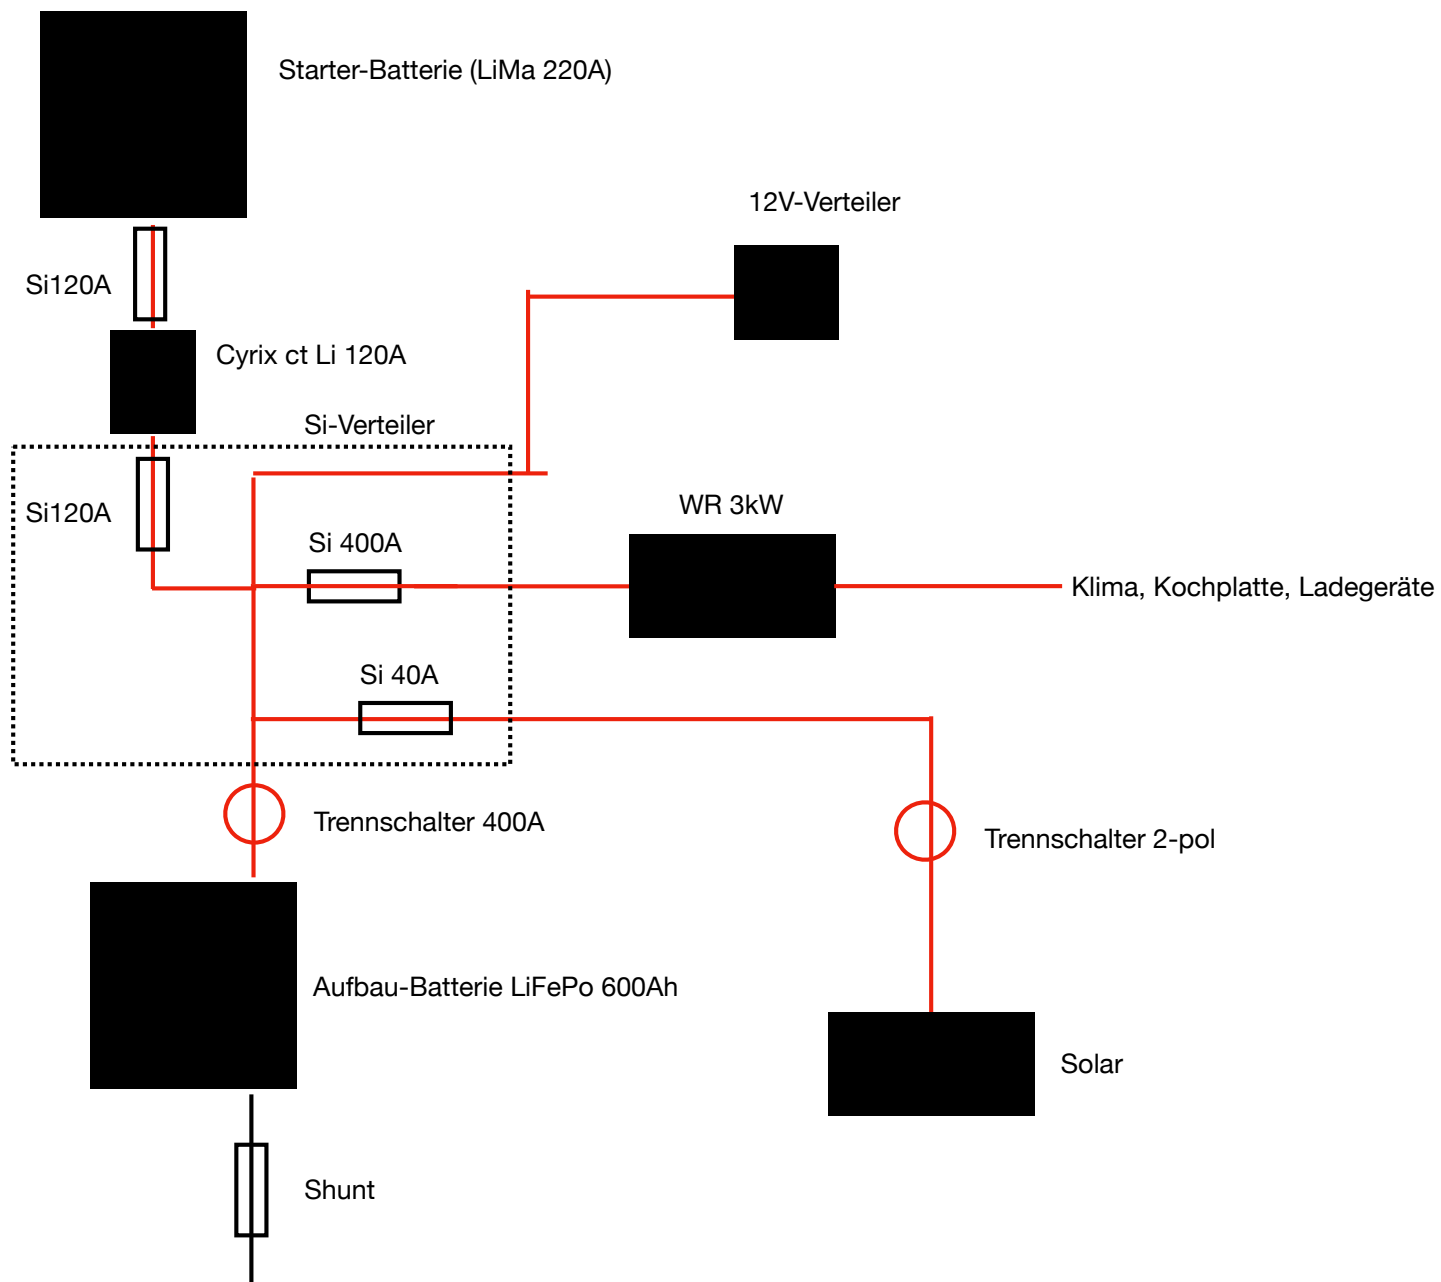 Starter-Batterie (LiMa 220A)
12V-Verteiler
Si120A
Cyrix ct Li 120A
Si-Verteiler
WR 3kW
Si120A
Si 400A
Klima, Kochplatte, Ladegeräte
Si 40A
Trennschalter 400A
Trennschalter 2-pol
Aufbau-Batterie LiFePo 600Ah
Solar
Shunt